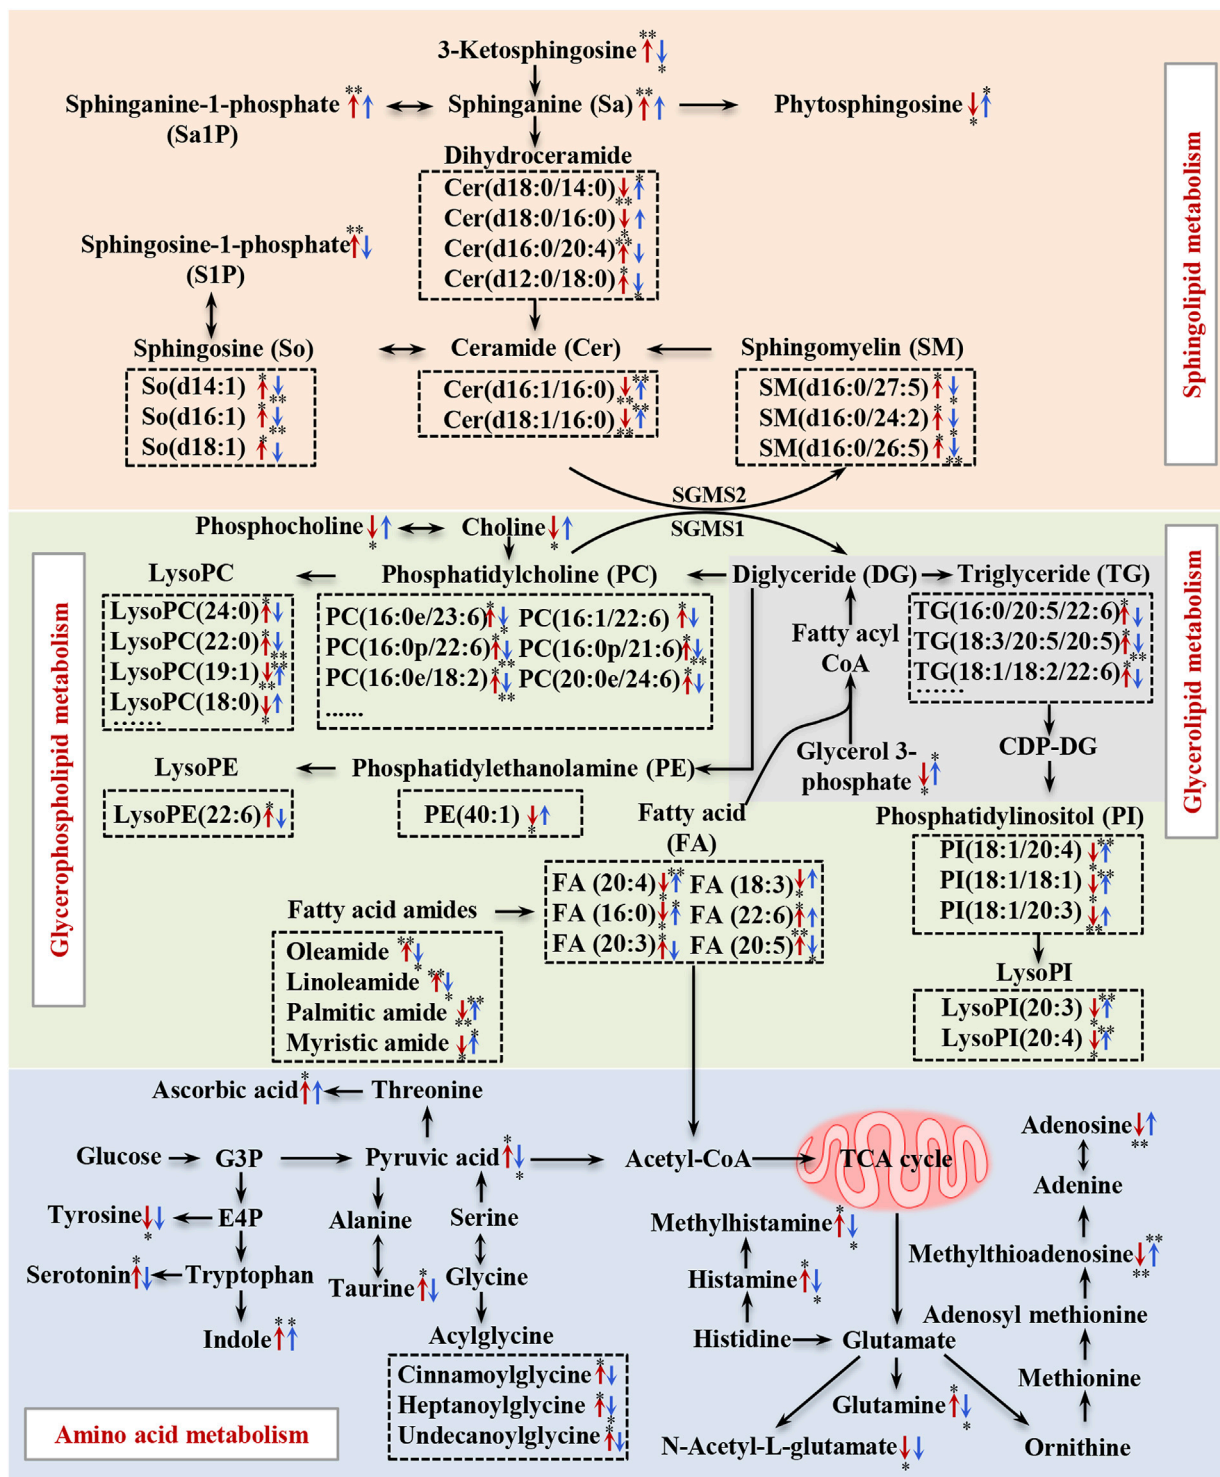 3-Ketosphingosine
Sphinganine-1-phosphate
(Sa1P)
Sphinganine (Sa)
Phytosphingosine
Dihydroceramide
Cer(d18:0/14:0)
Cer(d18:0/16:0)
Cer(d16:0/20:4)
Cer(d12:0/18:0)
Sphingosine-1-phosphate
(S1P)
Sphingosine (So)
So(d14:1)
So(d16:1)
So(d18:1)
Ceramide (Cer)
Cer(d16:1/16:0)
Cer(d18:1/16:0)
Sphingomyelin (SM)
SM(d16:0/27:5)
SM(d16:0/24:2)
SM(d16:0/26:5)
Sphingolipid metabolism
SGMS2
SGMS1
Phosphocholine
Choline
LysoPC
LysoPC(24:0)
LysoPC(22:0)
LysoPC(19:1)
LysoPC(18:0)
......
Phosphatidylcholine (PC)
PC(16:0e/23:6) PC(16:1/22:6)
PC(16:0p/22:6) PC(16:0p/21:6)
PC(16:0e/18:2) PC(20:0e/24:6)
......
Diglyceride (DG)
Triglyceride (TG)
TG(16:0/20:5/22:6)
TG(18:3/20:5/20:5)
TG(18:1/18:2/22:6)
......
Fatty acyl
CoA
Glycerol 3-
phosphate
CDP-DG
Glycerolipid metabolism
Glycerophospholipid metabolism
LysoPE
LysoPE(22:6)
Phosphatidylethanolamine (PE)
PE(40:1)
Fatty acid
(FA)
FA (20:4) FA (18:3)
FA (16:0) FA (22:6)
FA (20:3) FA (20:5)
Phosphatidylinositol (PI)
PI(18:1/20:4)
PI(18:1/18:1)
PI(18:1/20:3)
LysoPI
LysoPI(20:3)
LysoPI(20:4)
Fatty acid amides
Oleamide
Linoleamide
Palmitic amide
Myristic amide
Ascorbic acid
Threonine
Glucose
G3P
Pyruvic acid
Acetyl-CoA
TCA cycle
Adenosine
Adenine
Tyrosine
E4P
Alanine
Serine
Methylhistamine
Methylthioadenosine
Serotonin
Tryptophan
Taurine
Glycine
Histamine
Adenosyl methionine
Indole
Acylglycine
Histidine
Glutamate
Cinnamoylglycine
Heptanoylglycine
Undecanoylglycine
Methionine
Glutamine
N-Acetyl-L-glutamate
Ornithine
Amino acid metabolism